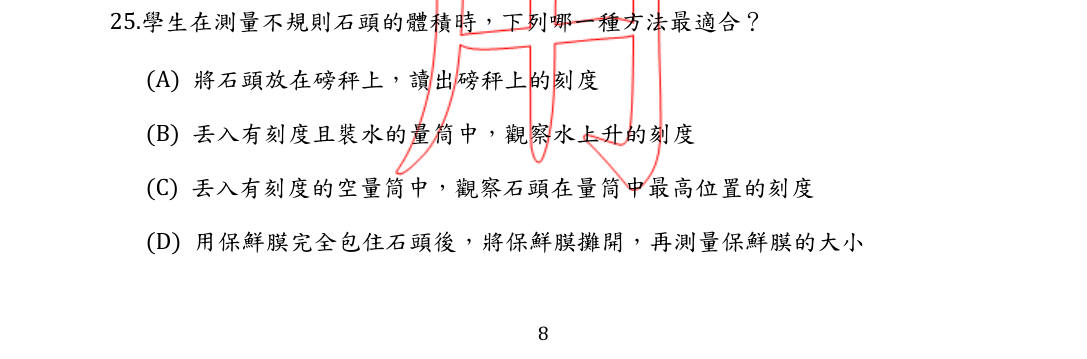 25.學生在測量不規則石頭的體積時，下列哪一種方法最適合？
(A) 將石頭放在磅秤上，讀出磅秤上的刻度
(B) 丟入有刻度且裝水的量筒中，觀察水上升的刻度
(C) 丟入有刻度的空量筒中，觀察石頭在量筒中最高位置的刻度
(D) 用保鮮膜完全包住石頭後，將保鮮膜攤開，再測量保鮮膜的大小
8